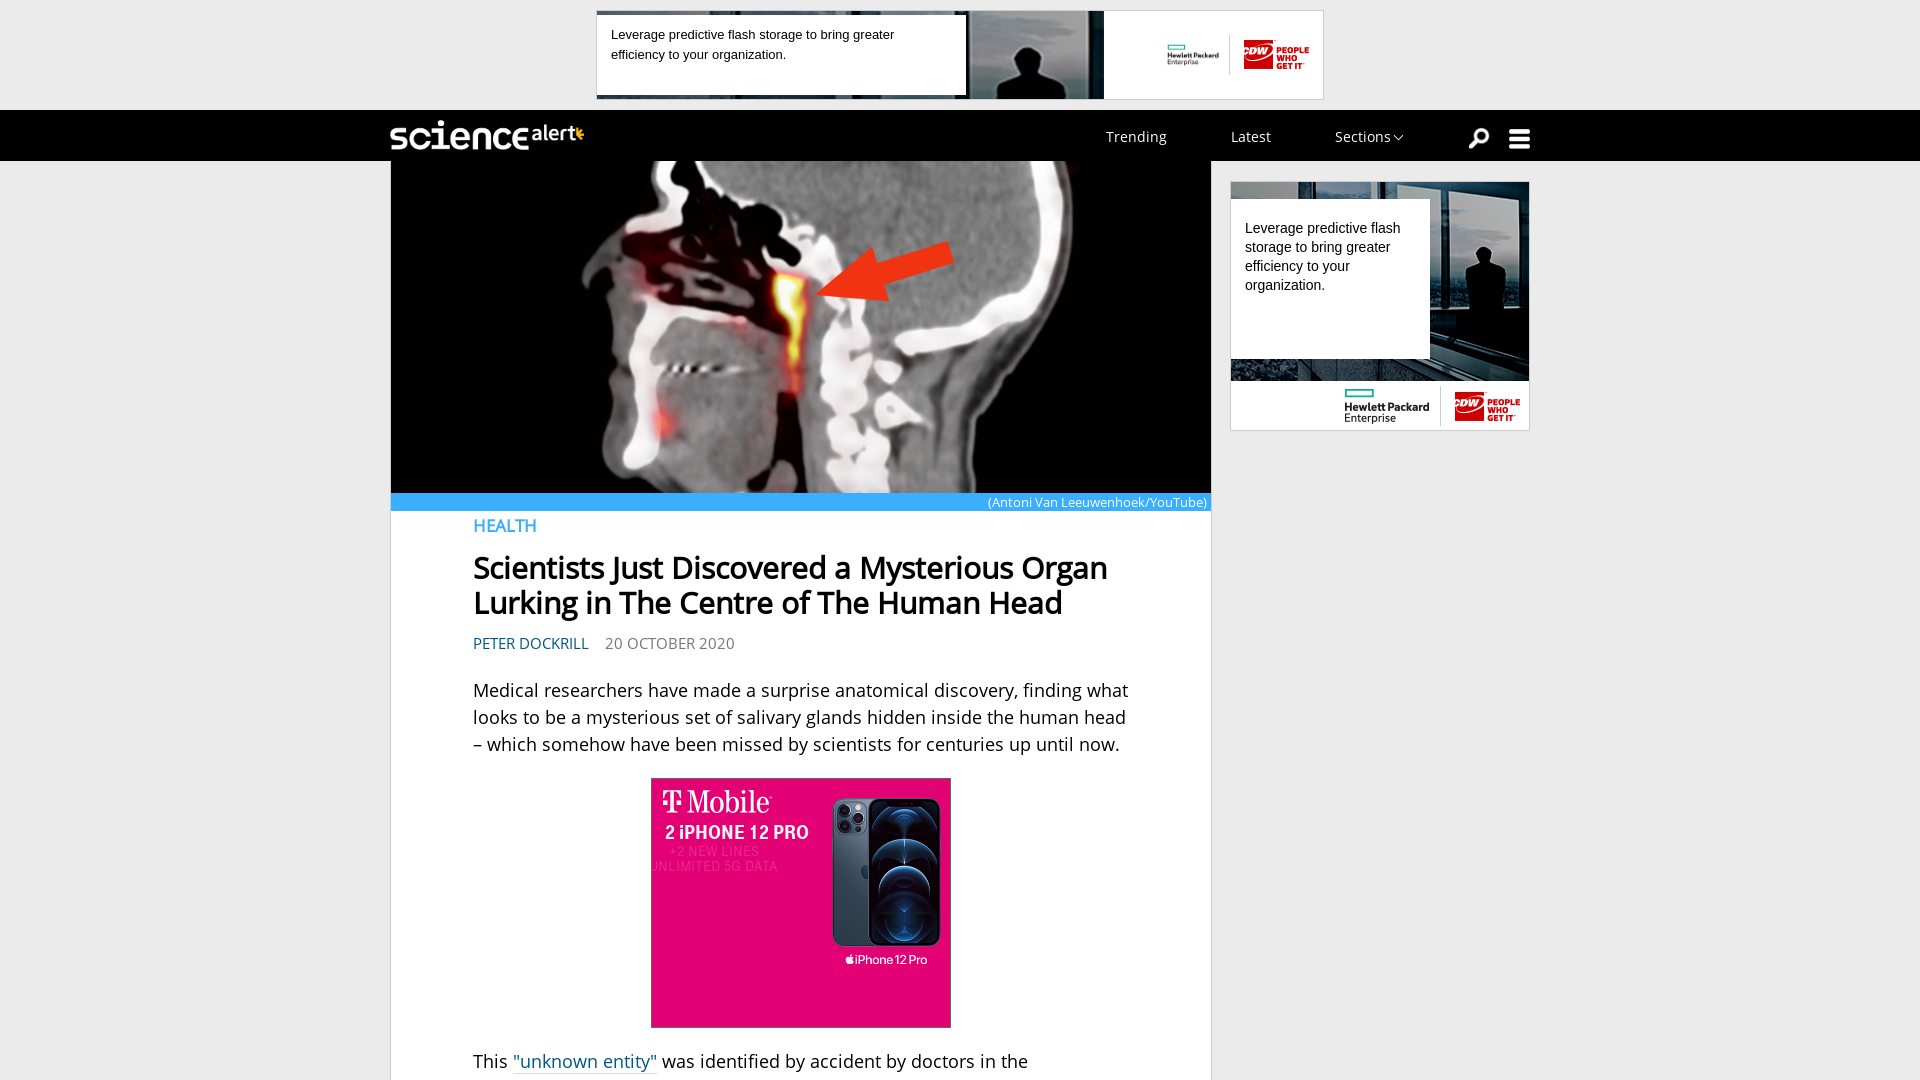 Leverage predictive flash storage to bring greater
efficiency to your organization.
Hewlett Packard
Enterprise
CDW
PEOPLE
WHO
GET IT
science alert
Trending
Latest
Sections
Leverage predictive flash
storage to bring greater
efficiency to your
organization.
Hewlett Packard
Enterprise
CDW
PEOPLE
WHO
GET IT
(Antoni Van Leeuwenhoek/YouTube)
HEALTH
Scientists Just Discovered a Mysterious Organ
Lurking in The Centre of The Human Head
PETER DOCKRILL 20 OCTOBER 2020
Medical researchers have made a surprise anatomical discovery, finding what
looks to be a mysterious set of salivary glands hidden inside the human head
– which somehow have been missed by scientists for centuries up until now.
T Mobile
2 iPHONE 12 PRO
+2 NEW LINES
UNLIMITED 5G DATA
iPhone 12 Pro
This "unknown entity" was identified by accident by doctors in the